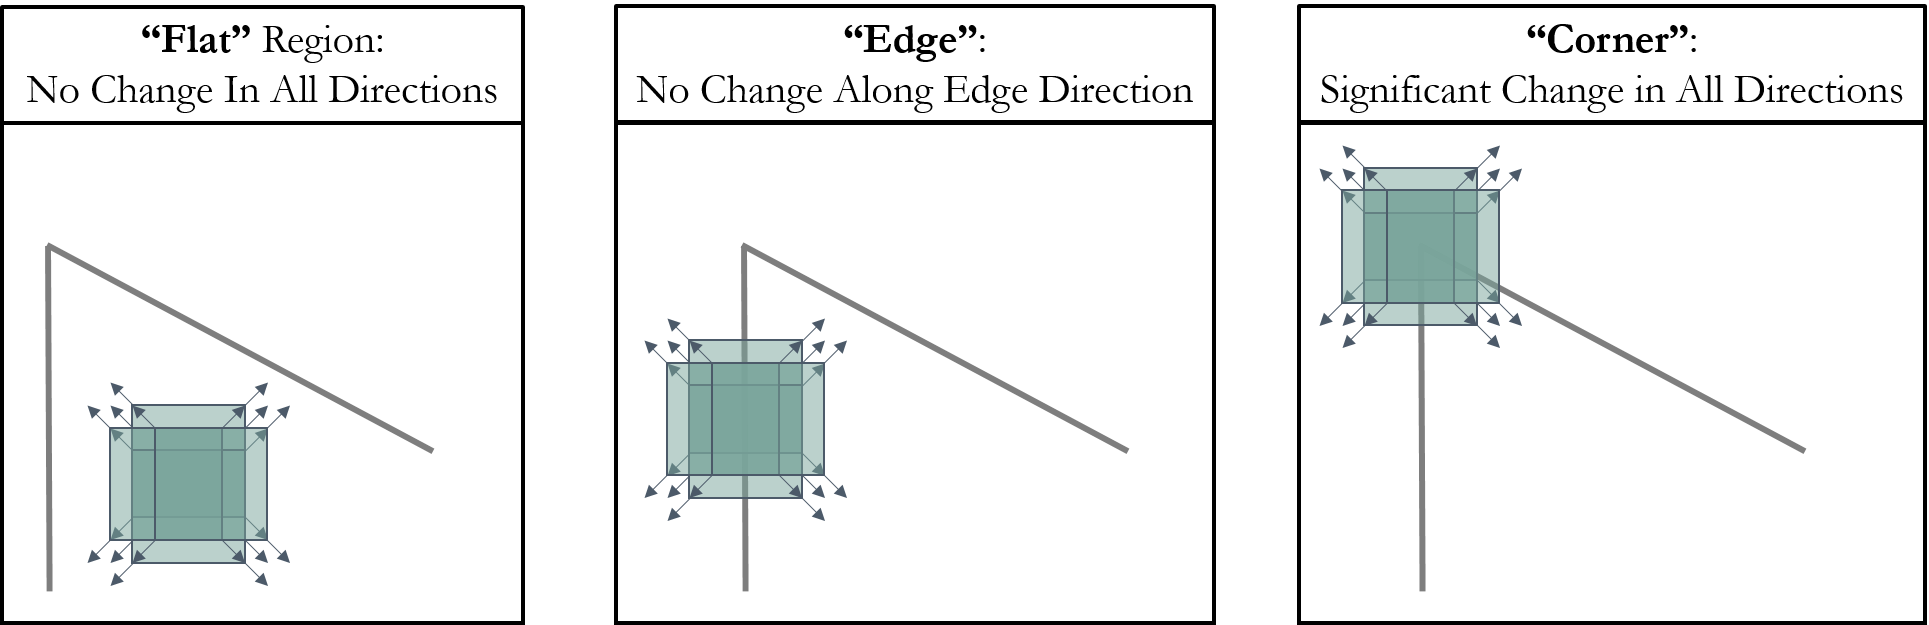 “Flat” Region:
No Change In All Directions
“Edge”:
No Change Along Edge Direction
“Corner”:
Significant Change in All Directions